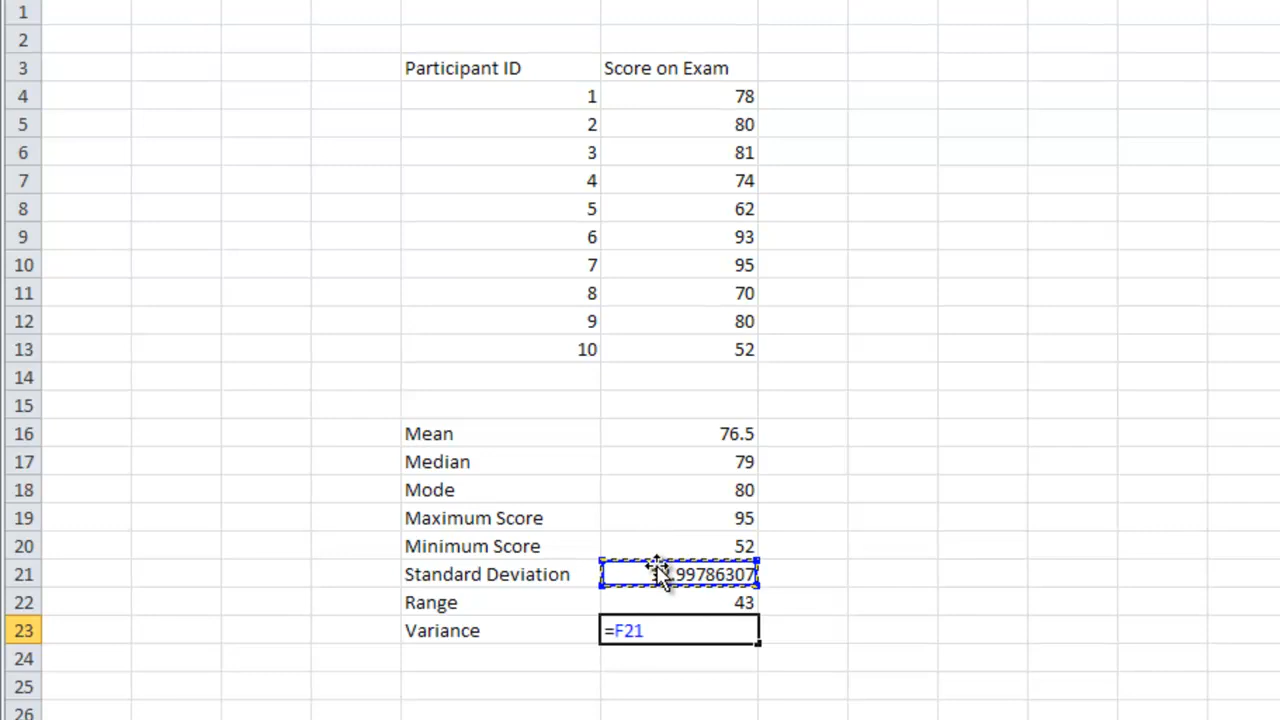 1
2
3 Participant ID Score on Exam
4 1 78
5 2 80
6 3 81
7 4 74
8 5 62
9 6 93
10 7 95
11 8 70
12 9 80
13 10 52
14
15
16 Mean 76.5
17 Median 79
18 Mode 80
19 Maximum Score 95
20 Minimum Score 52
21 Standard Deviation
22 Range 43
23 Variance =F21
24
25
26